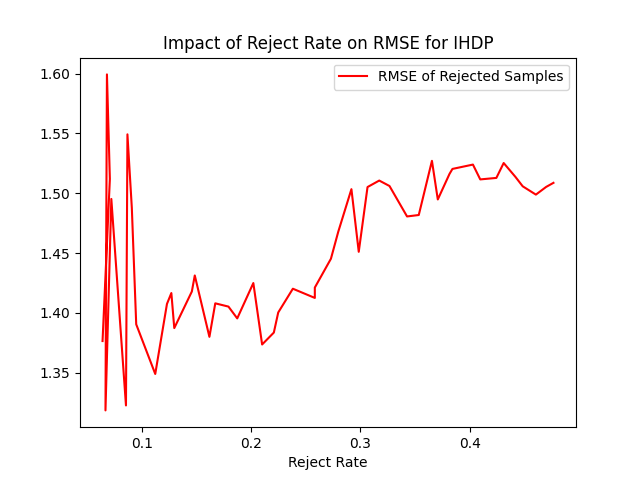 Impact of Reject Rate on RMSE for IHDP
RMSE of Rejected Samples
1.60
1.55
1.50
1.45
1.40
1.35
0.1 0.2 0.3 0.4
Reject Rate